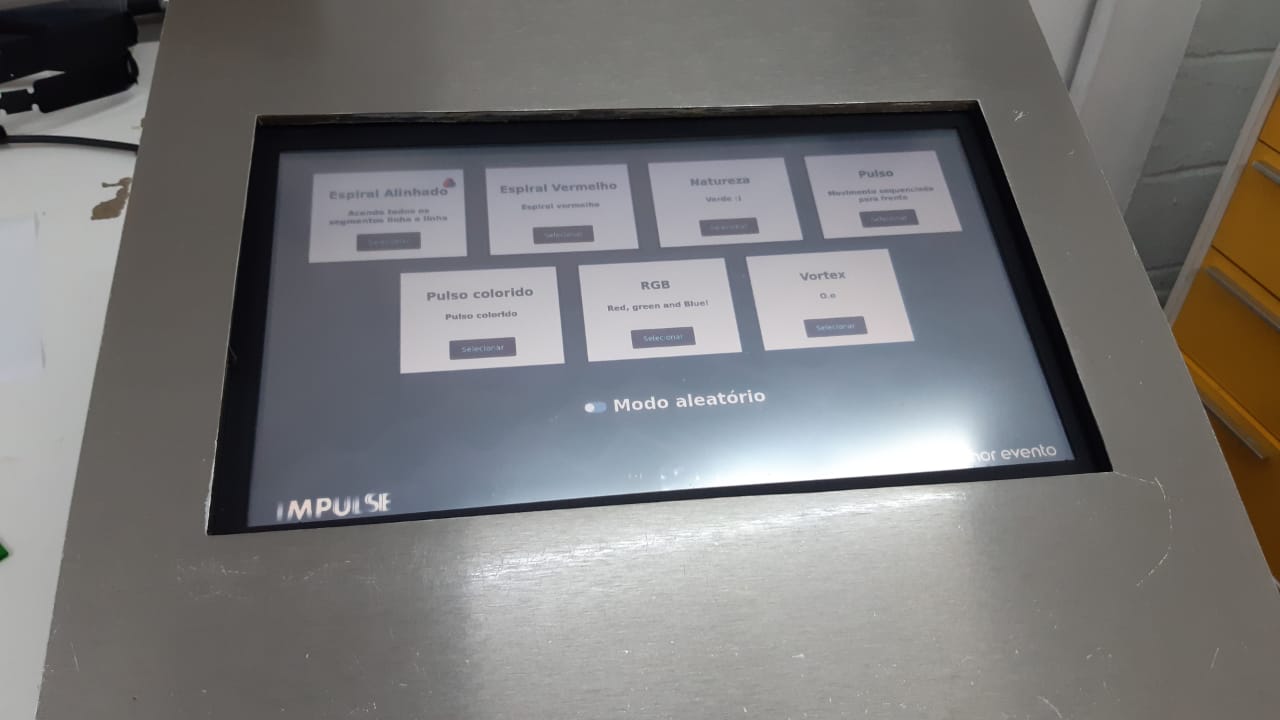 Espiral Alinhado
Acende todos os
segmentos linha a linha
Selecionar
Espiral Vermelho
Espiral vermelho
Selecionar
Natureza
Verde :)
Selecionar
Pulso
Movimento sequenciado
para frente
Selecionar
Pulso colorido
Pulso colorido
Selecionar
RGB
Red, green and Blue!
Selecionar
Vortex
O.o
Selecionar
Modo aleatório
IMPULSE
evento